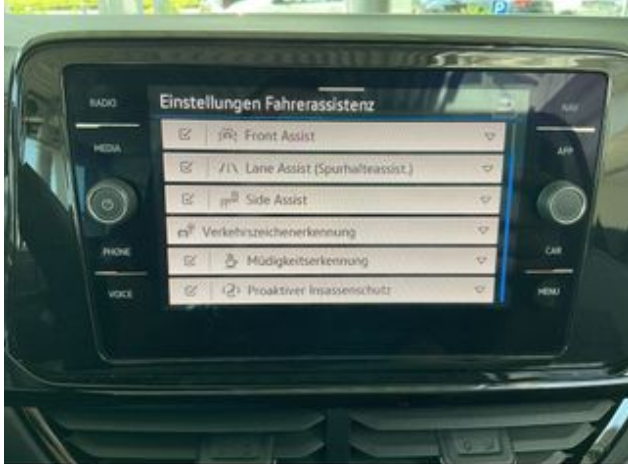 RADIO
MEDIA
PHONE
VOICE
Einstellungen Fahrerassistenz
Front Assist
Lane Assist (Spurhalteassist.)
Side Assist
Verkehrszeichenerkennung
Müdigkeitserkennung
Proaktiver Insassenschutz
NAV
APP
CAR
MENU